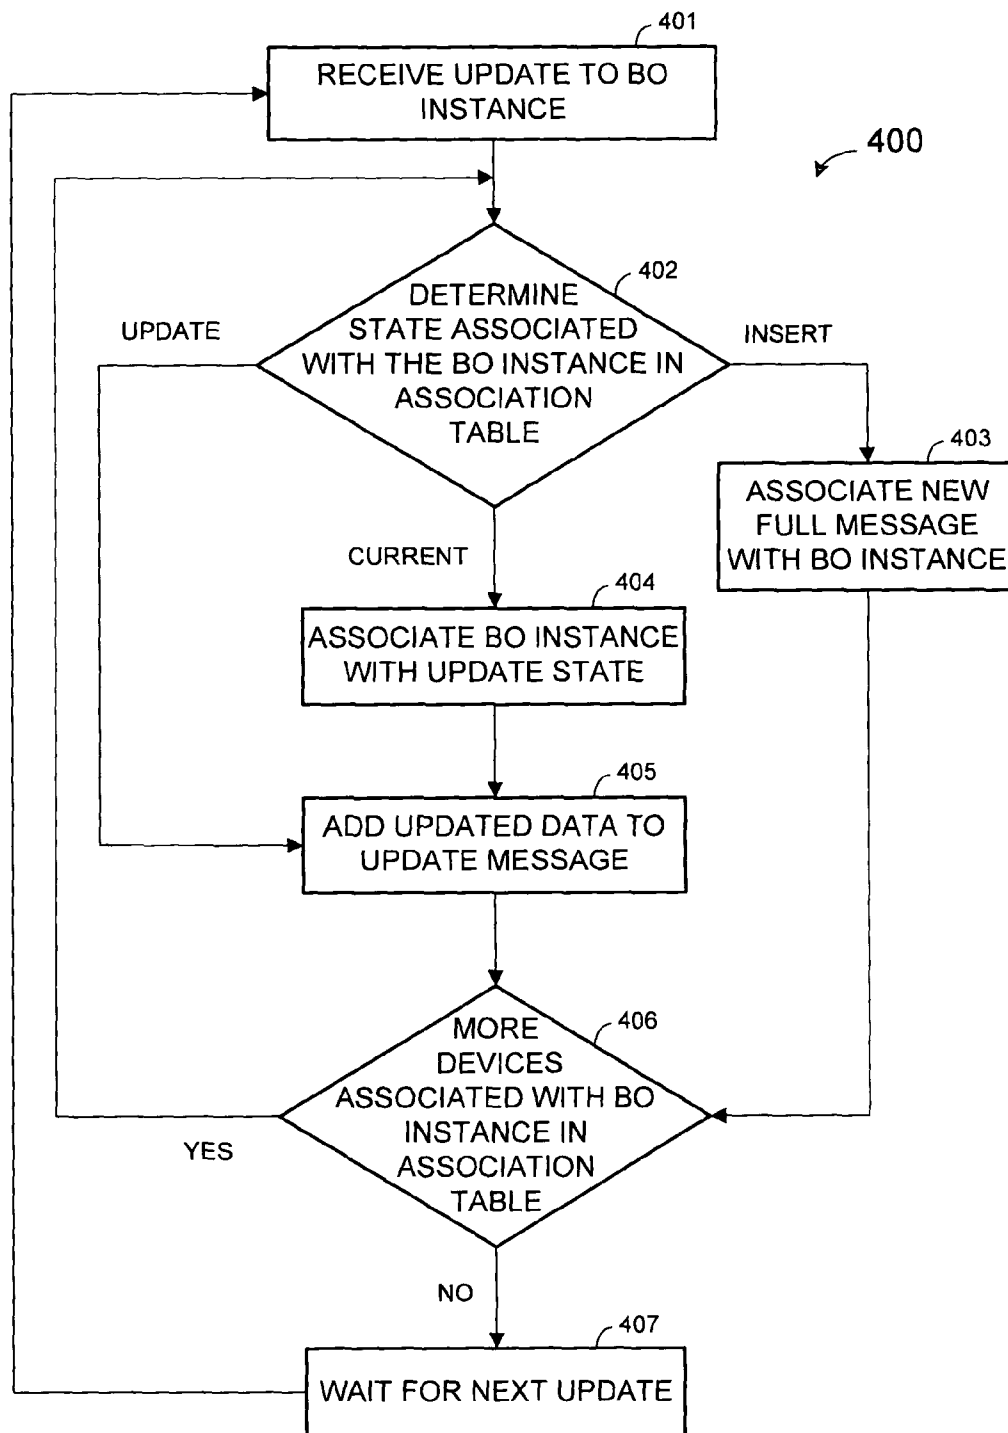 401
RECEIVE UPDATE TO BO
INSTANCE
400
402
DETERMINE
STATE ASSOCIATED
WITH THE BO INSTANCE IN
ASSOCIATION
TABLE
UPDATE
INSERT
403
ASSOCIATE NEW
FULL MESSAGE
WITH BO INSTANCE
CURRENT
404
ASSOCIATE BO INSTANCE
WITH UPDATE STATE
405
ADD UPDATED DATA TO
UPDATE MESSAGE
406
MORE
DEVICES
ASSOCIATED WITH BO
INSTANCE IN
ASSOCIATION
TABLE
YES
NO
407
WAIT FOR NEXT UPDATE